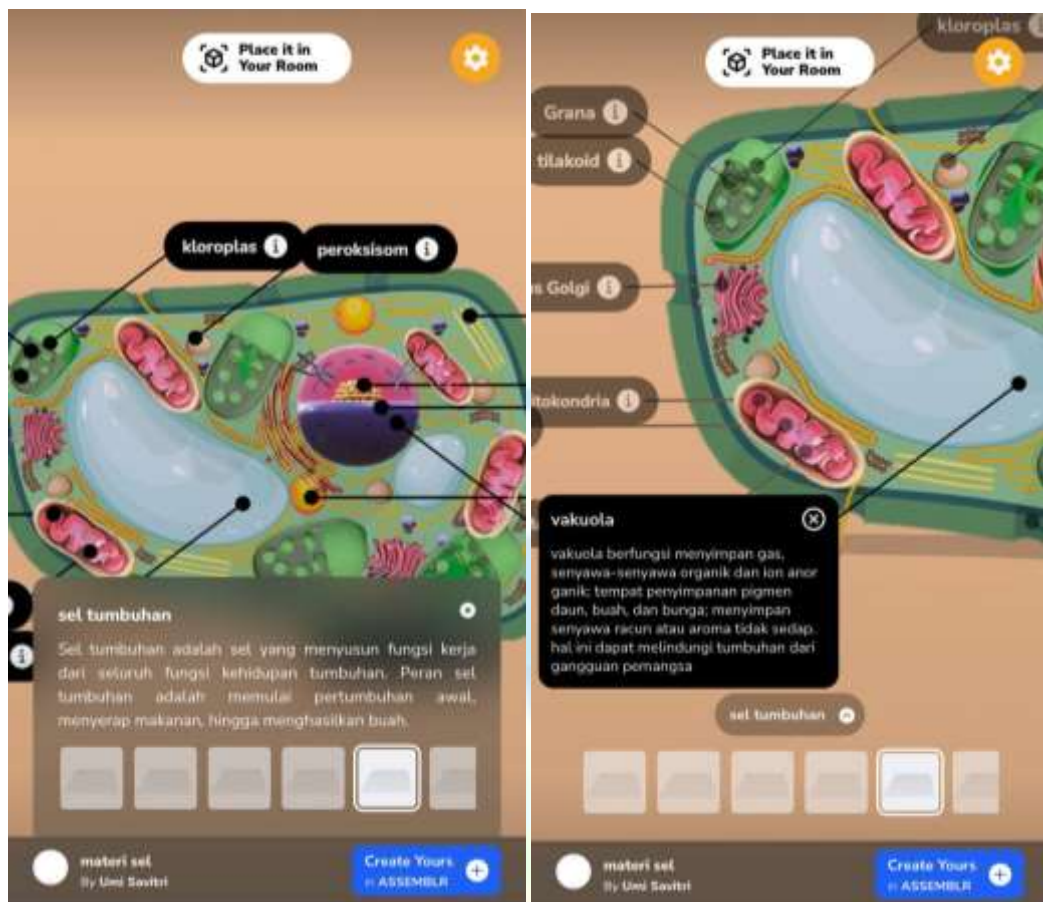 Place it in
Your Room
kloroplas
peroksisom
sel tumbuhan
Sel tumbuhan adalah sel yang menyusun fungsi kerja
dari seluruh fungsi kehidupan tumbuhan. Peran sel
tumbuhan adalah memulai pertumbuhan awal,
menyerap makanan, hingga menghasilkan buah.
materi sel
By Umi Savitri
Create Yours
in ASSEMBLR
kloroplas
Place it in
Your Room
Grana
tilakoid
s Golgi
itokondria
vakuola
vakuola berfungsi menyimpan gas,
senyawa-senyawa organik dan ion anor
ganik; tempat penyimpanan pigmen
daun, buah, dan bunga; menyimpan
senyawa racun atau aroma tidak sedap.
hal ini dapat melindungi tumbuhan dari
gangguan pemangsa
sel tumbuhan
materi sel
By Umi Savitri
Create Yours
in ASSEMBLR